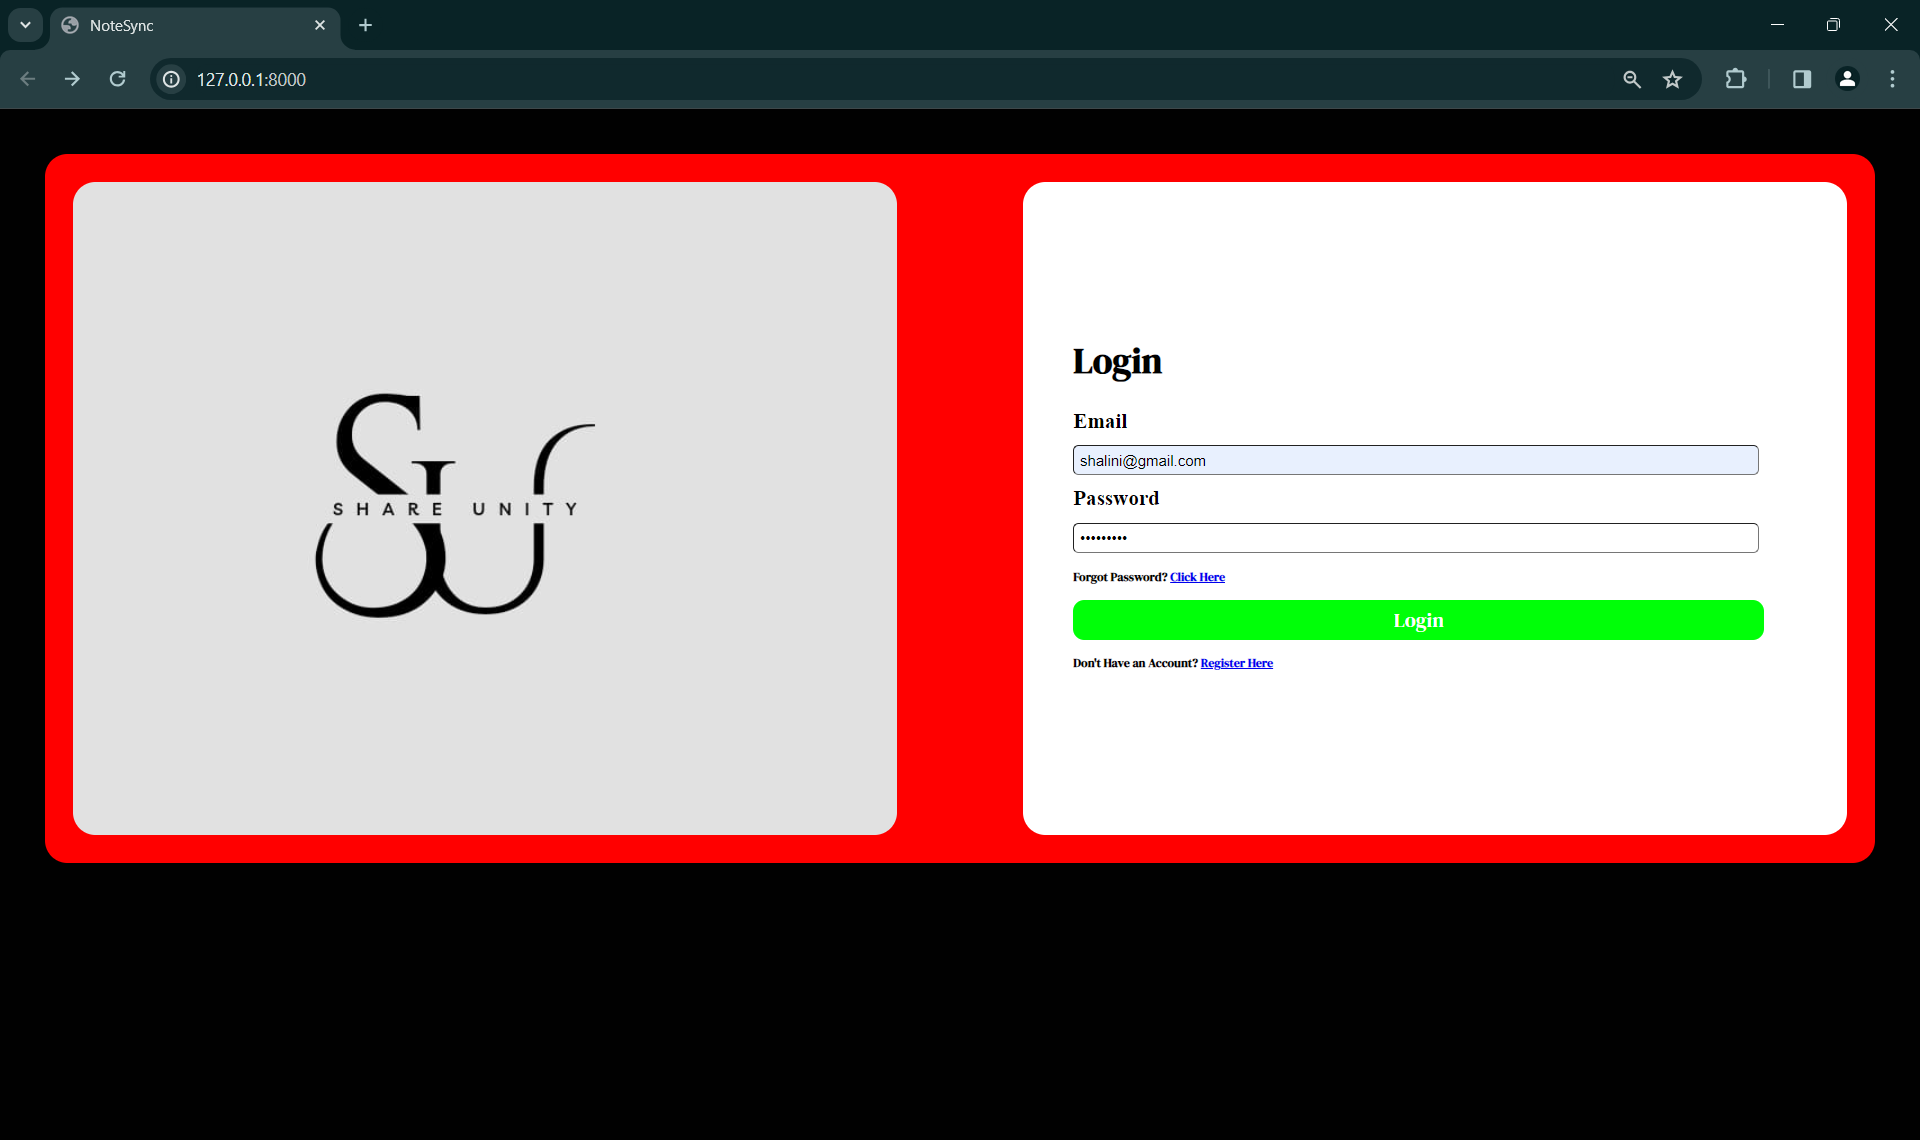 NoteSync
127.0.0.1:8000
SU
SHARE UNITY
Login
Email
shalini@gmail.com
Password
•••••••••
Forgot Password? Click Here
Login
Don't Have an Account? Register Here